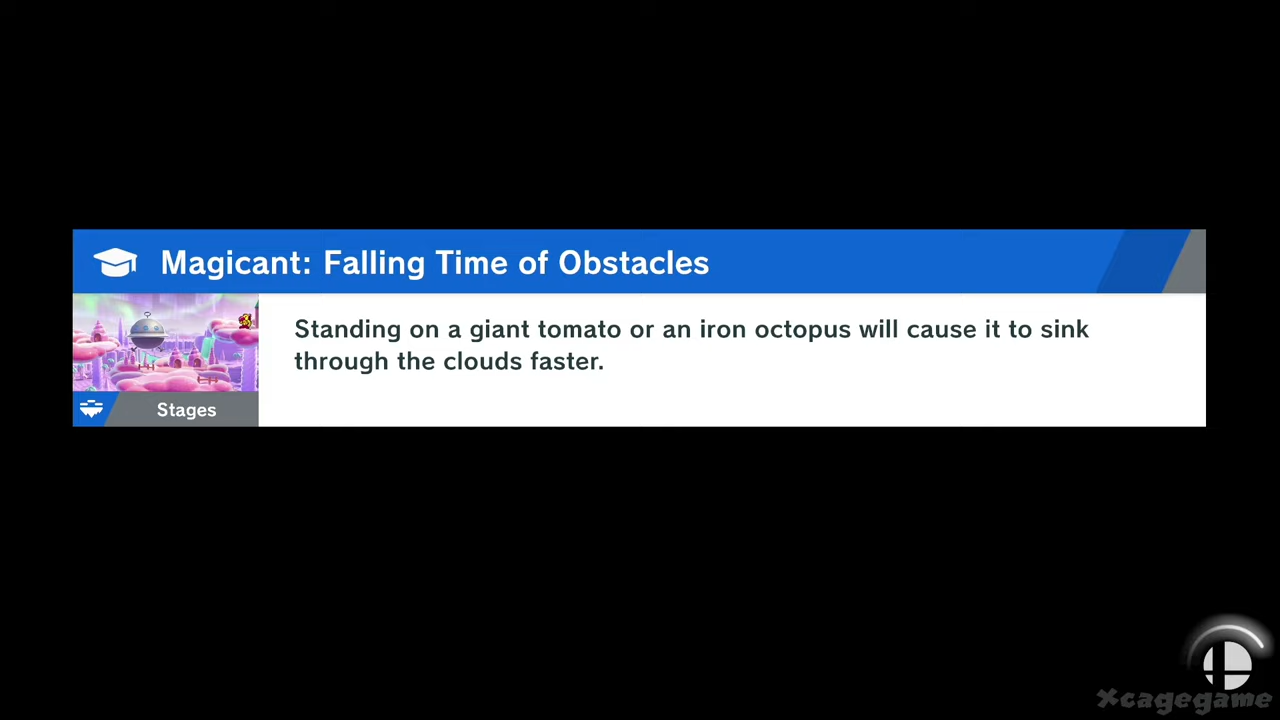 Magicant: Falling Time of Obstacles
Standing on a giant tomato or an iron octopus will cause it to sink
through the clouds faster.
Stages
Xcagegame